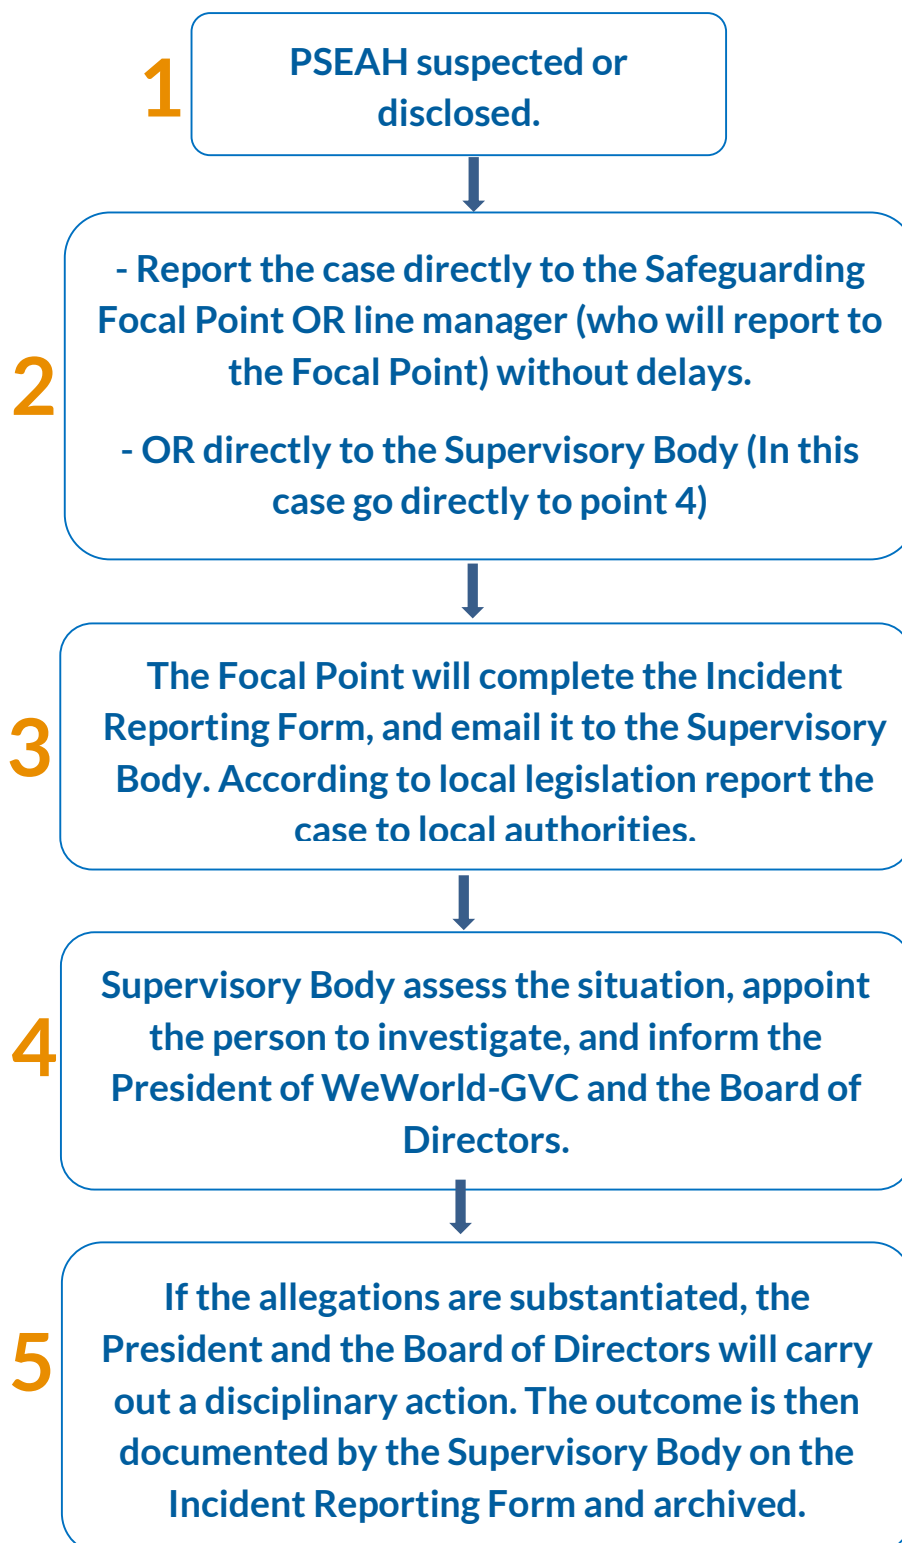 1
PSEAH suspected or
disclosed.
2
- Report the case directly to the Safeguarding
Focal Point OR line manager (who will report to
the Focal Point) without delays.
- OR directly to the Supervisory Body (In this
case go directly to point 4)
3
The Focal Point will complete the Incident
Reporting Form, and email it to the Supervisory
Body. According to local legislation report the
case to local authorities.
4
Supervisory Body assess the situation, appoint
the person to investigate, and inform the
President of WeWorld-GVC and the Board of
Directors.
5
If the allegations are substantiated, the
President and the Board of Directors will carry
out a disciplinary action. The outcome is then
documented by the Supervisory Body on the
Incident Reporting Form and archived.